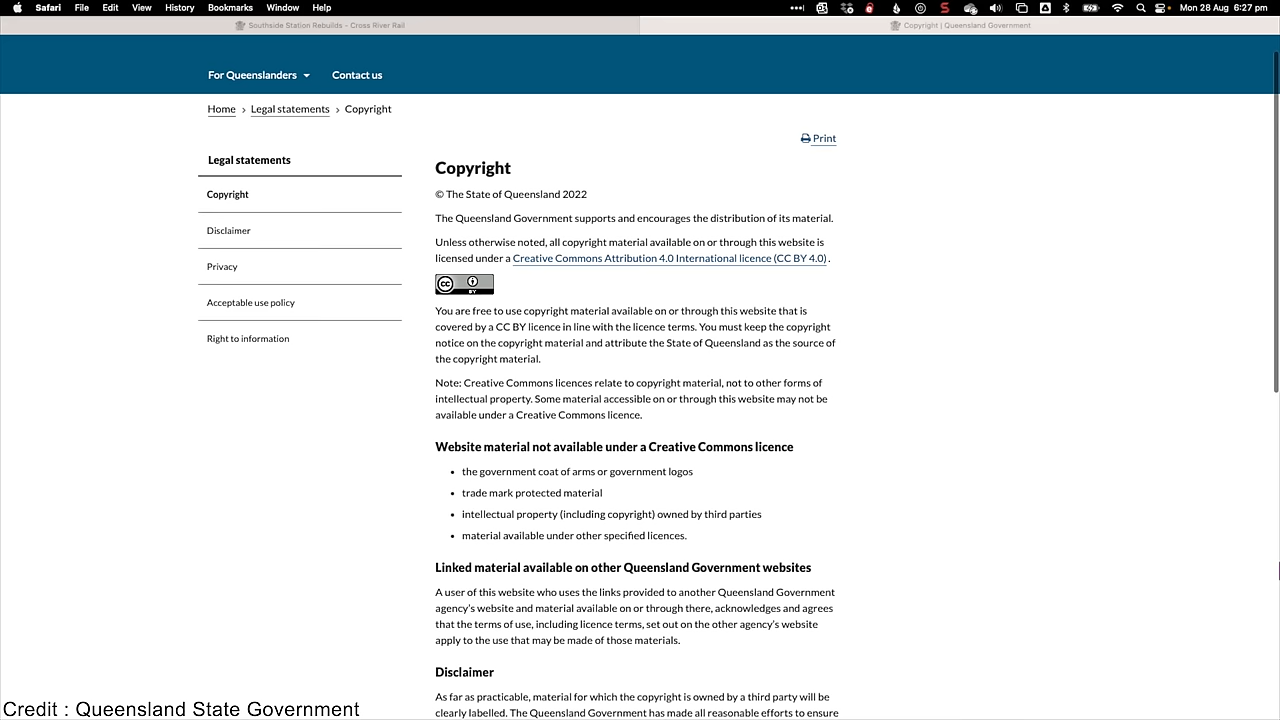 Safari File Edit View History Bookmarks Window Help Mon 28 Aug 6:27 pm
Southside Station Rebuilds - Cross River Rail
Copyright | Queensland Government
For Queenslanders Contact us
Home › Legal statements › Copyright
Print
Legal statements
Copyright
Disclaimer
Privacy
Acceptable use policy
Right to information
Copyright
© The State of Queensland 2022
The Queensland Government supports and encourages the distribution of its material.
Unless otherwise noted, all copyright material available on or through this website is
licensed under a Creative Commons Attribution 4.0 International licence (CC BY 4.0) .
cc BY
You are free to use copyright material available on or through this website that is
covered by a CC BY licence in line with the licence terms. You must keep the copyright
notice on the copyright material and attribute the State of Queensland as the source of
the copyright material.
Note: Creative Commons licences relate to copyright material, not to other forms of
intellectual property. Some material accessible on or through this website may not be
available under a Creative Commons licence.
Website material not available under a Creative Commons licence
• the government coat of arms or government logos
• trade mark protected material
• intellectual property (including copyright) owned by third parties
• material available under other specified licences.
Linked material available on other Queensland Government websites
A user of this website who uses the links provided to another Queensland Government
agency's website and material available on or through there, acknowledges and agrees
that the terms of use, including licence terms, set out on the other agency's website
apply to the use that may be made of those materials.
Disclaimer
As far as practicable, material for which the copyright is owned by a third party will be
clearly labelled. The Queensland Government has made all reasonable efforts to ensure
Credit : Queensland State Government